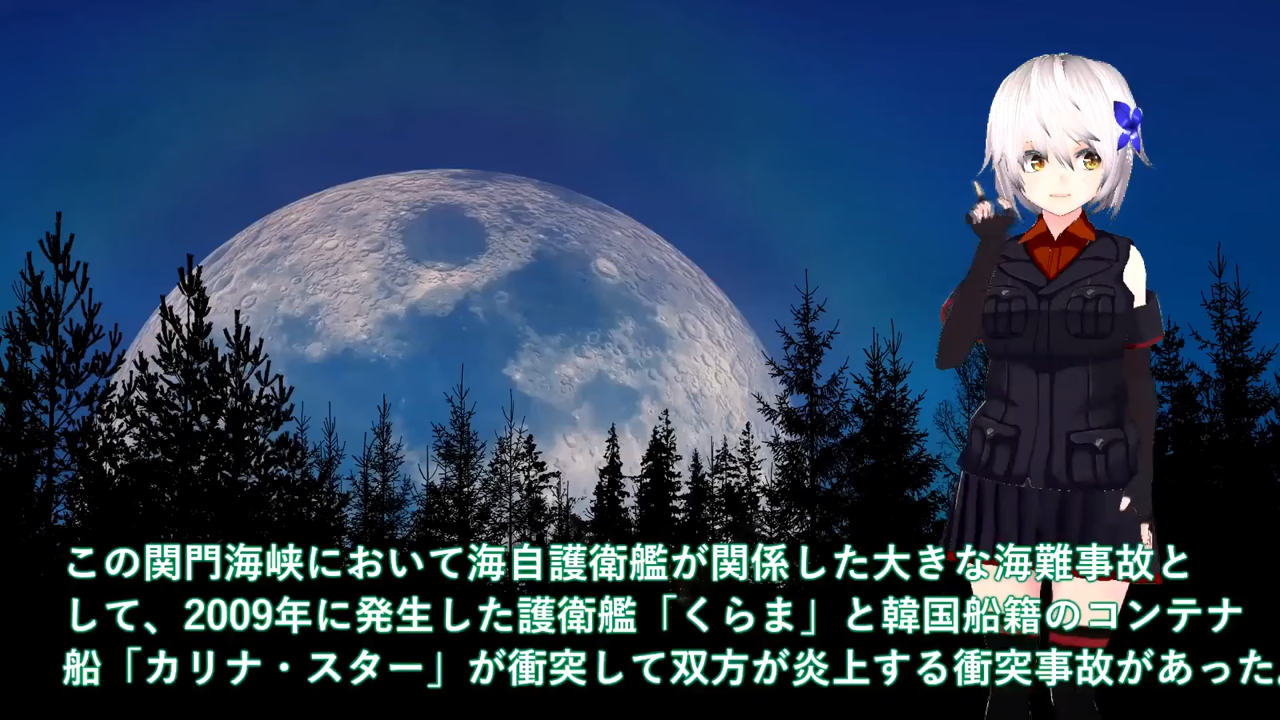 この関門海峡において海自護衛艦が関係した大きな海難事故と
して、2009年に発生した護衛艦「くらま」と韓国船籍のコンテナ
船「カリナ・スター」が衝突して双方が炎上する衝突事故があった。